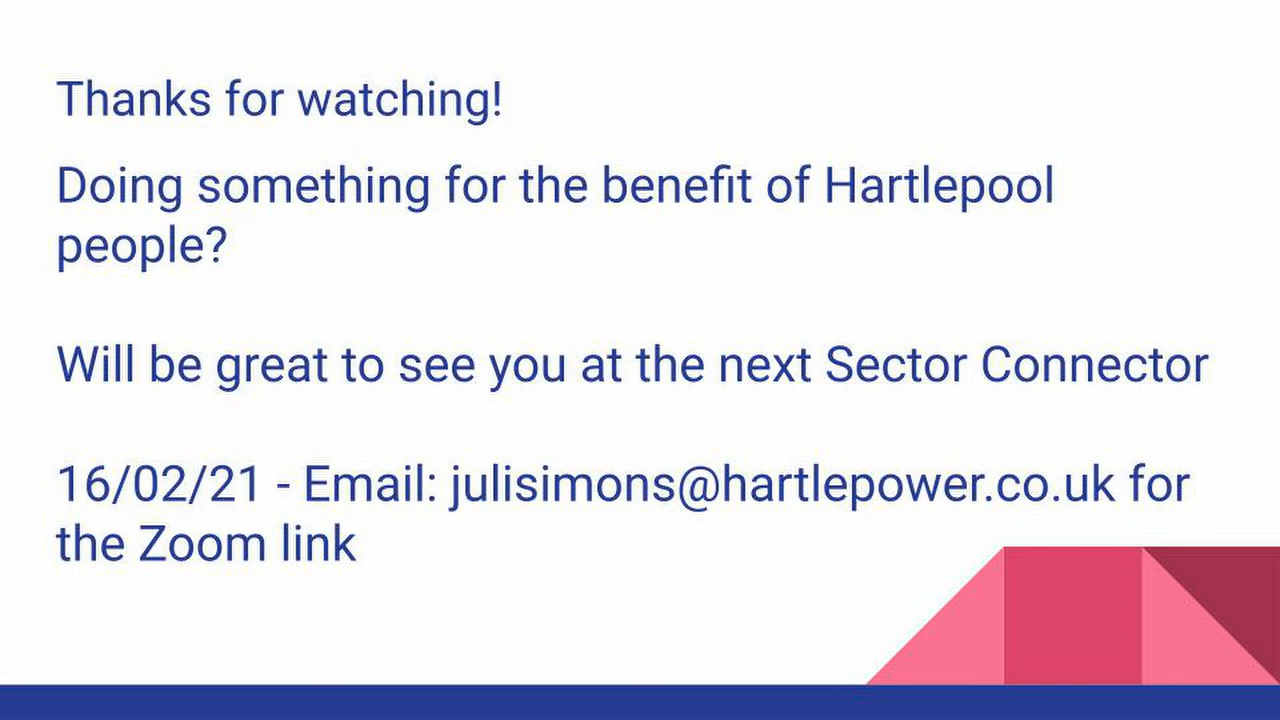 Thanks for watching!
Doing something for the benefit of Hartlepool
people?
Will be great to see you at the next Sector Connector
16/02/21 - Email: julisimons@hartlepower.co.uk for
the Zoom link